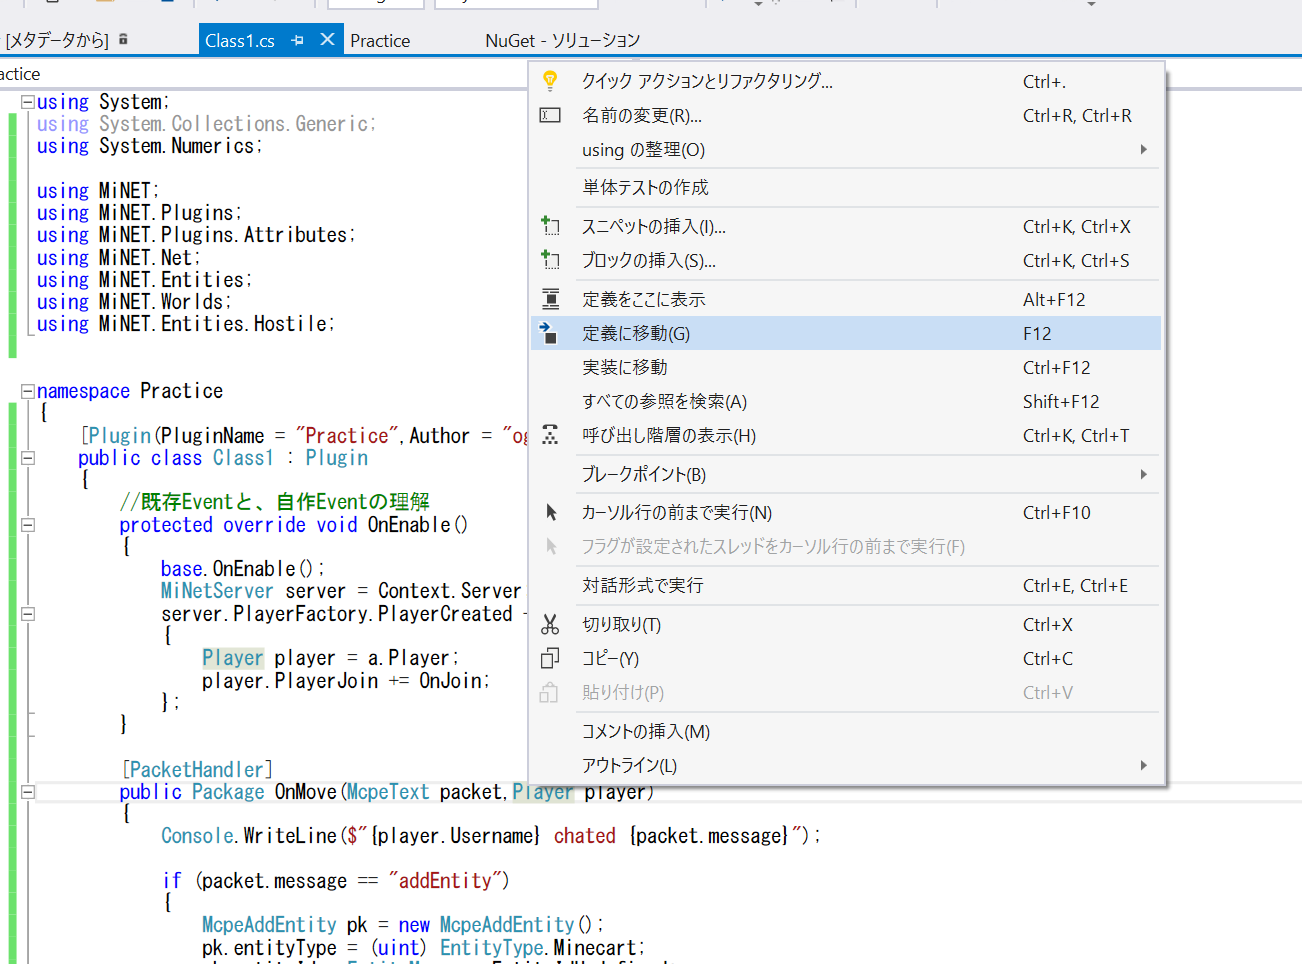 [メタデータから]
Class1.cs
Practice
NuGet - ソリューション
actice
using System;
using System.Collections.Generic;
using System.Numerics;
using MiNET;
using MiNET.Plugins;
using MiNET.Plugins.Attributes;
using MiNET.Net;
using MiNET.Entities;
using MiNET.Worlds;
using MiNET.Entities.Hostile;
namespace Practice
{
[Plugin(PluginName = "Practice",Author = "og
public class Class1 : Plugin
{
//既存Eventと、自作Eventの理解
protected override void OnEnable()
{
base.OnEnable();
MiNetServer server = Context.Server
server.PlayerFactory.PlayerCreated
{
Player player = a.Player;
player.PlayerJoin += OnJoin;
};
}
[PacketHandler]
public Package OnMove(McpeText packet,Player player)
{
Console.WriteLine($"{player.Username} chated {packet.message}");
if (packet.message == "addEntity")
{
McpeAddEntity pk = new McpeAddEntity();
pk.entityType = (uint) EntityType.Minecart;
クイック アクションとリファクタリング... Ctrl+.
名前の変更(R)... Ctrl+R, Ctrl+R
using の整理(O)
単体テストの作成
スニペットの挿入(I)... Ctrl+K, Ctrl+X
ブロックの挿入(S)... Ctrl+K, Ctrl+S
定義をここに表示 Alt+F12
定義に移動(G) F12
実装に移動 Ctrl+F12
すべての参照を検索(A) Shift+F12
呼び出し階層の表示(H) Ctrl+K, Ctrl+T
ブレークポイント(B)
カーソル行の前まで実行(N) Ctrl+F10
フラグが設定されたスレッドをカーソル行の前まで実行(F)
対話形式で実行 Ctrl+E, Ctrl+E
切り取り(T) Ctrl+X
コピー(Y) Ctrl+C
貼り付け(P) Ctrl+V
コメントの挿入(M)
アウトライン(L)